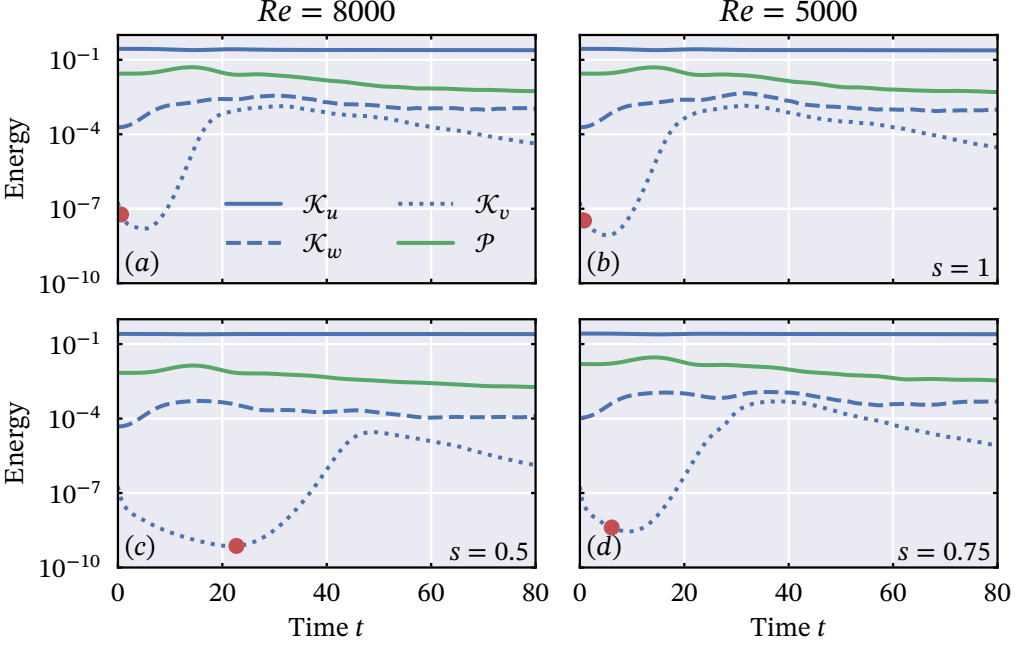 Re = 8000
Re = 5000
Energy
10⁻¹
10⁻⁴
10⁻⁷
10⁻¹⁰
𝒦ᵤ
𝒦ᵥ
𝒦_w
𝒫
(a)
(b)
s = 1
Energy
10⁻¹
10⁻⁴
10⁻⁷
10⁻¹⁰
(c)
s = 0.5
(d)
s = 0.75
0 20 40 60 80
0 20 40 60 80
Time t
Time t